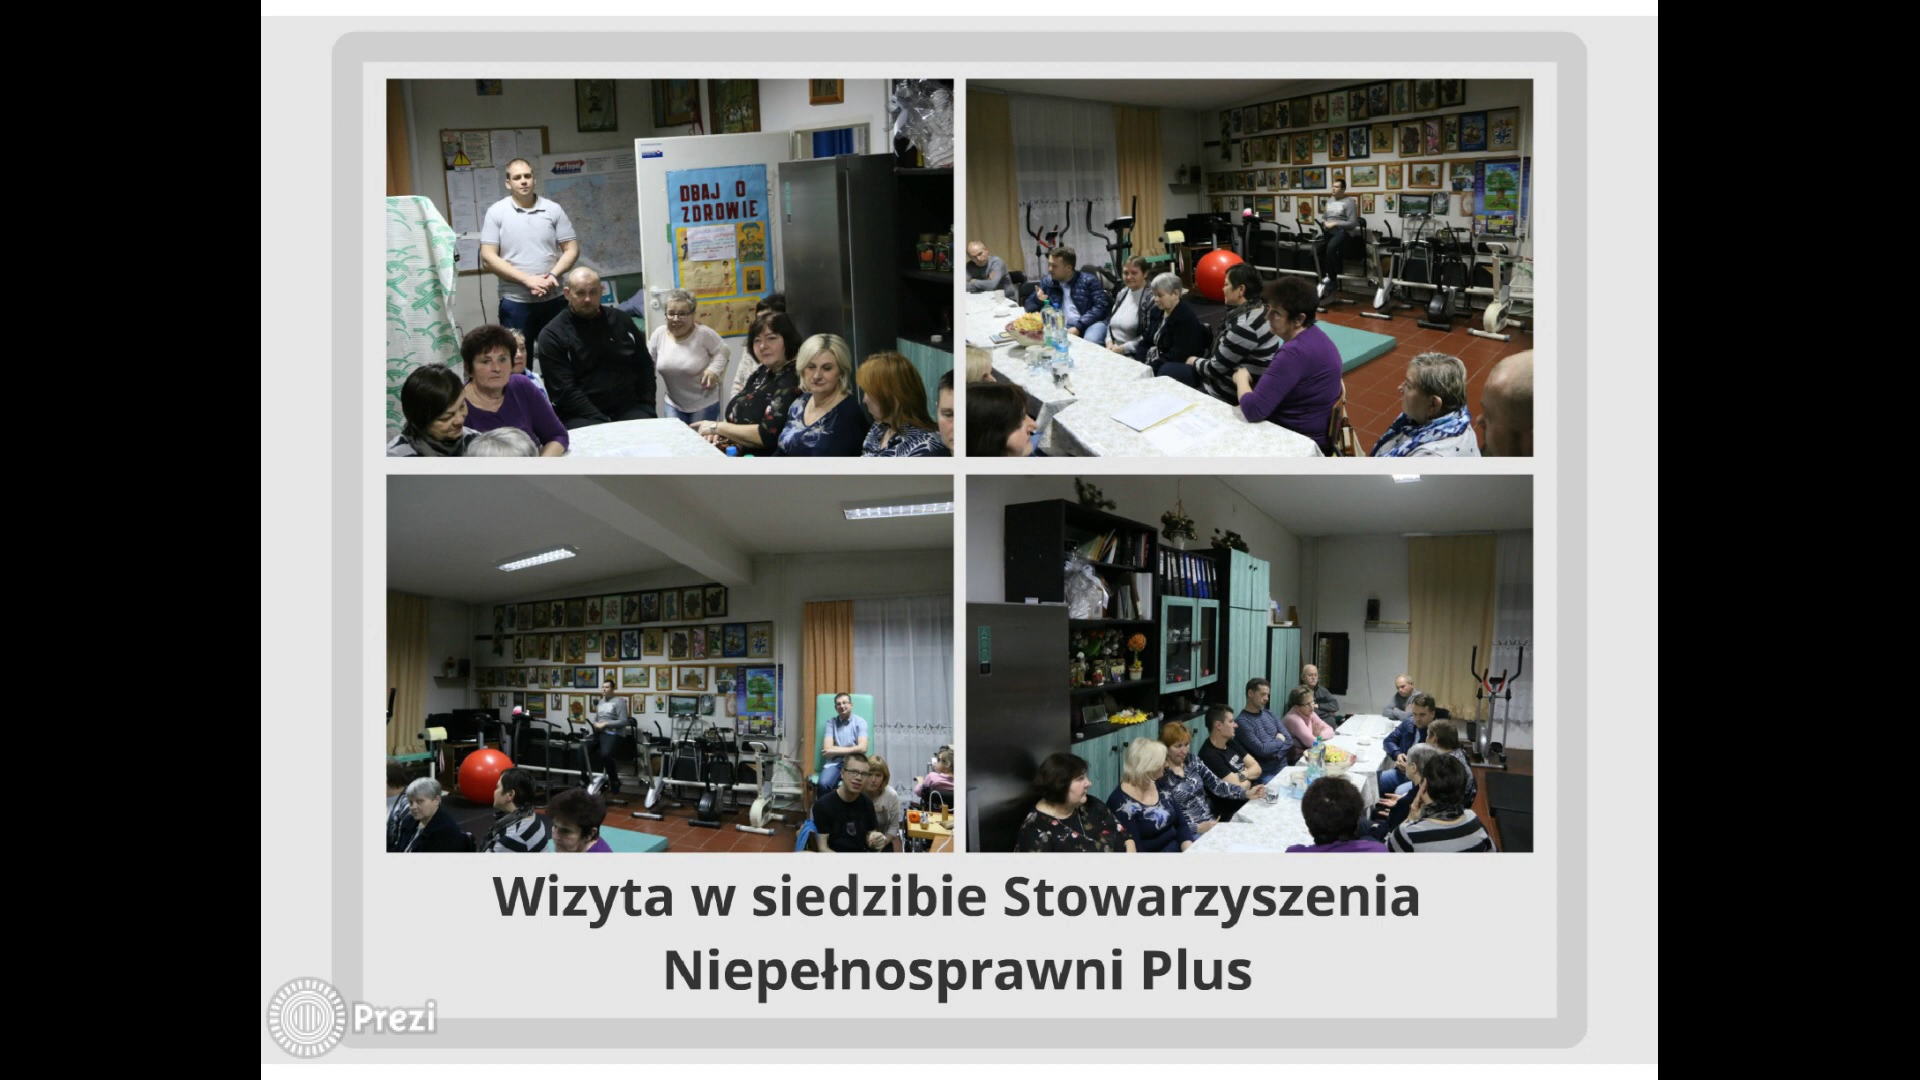 DBAJ O
ZDROWIE
Wizyta w siedzibie Stowarzyszenia
Niepełnosprawni Plus
Prezi